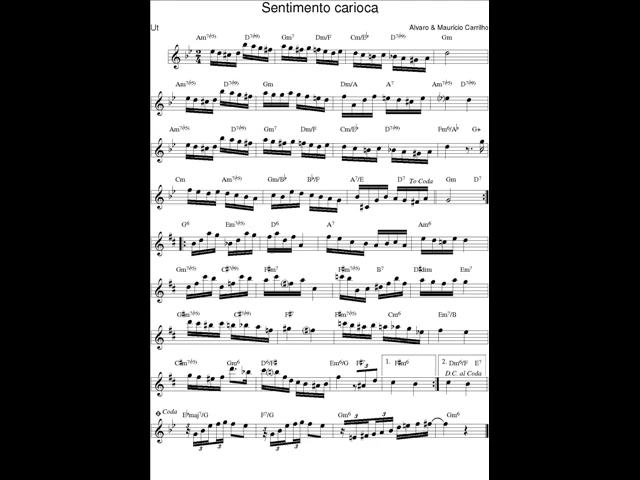 Sentimento carioca
Ut
Alvaro & Maurício Carrilho
Am7(b5) D7(b9) Gm7 Dm/F Cm/Eb D7(b9) Gm
Am7(b5) D7(b9) Gm Dm/A A7 Am7(b5) D7(b9)
Am7(b5) D7(b9) Gm7 Dm/F Cm/Eb D7(b9) Fm6/Ab G+
Cm Am7(b5) Gm/Bb Bb/F A7/E D7 To Coda Gm D7
G6 Em7(b5) D6 A7 Am6
Gm7(b5) C7(b9) F#m7 F#m7(b5) B7 D#dim Em7
G#m7(b5) C#7(b9) F#7 F#m7(b5) Cm6 Em7/B
C#m7(b5) Gm6 D6/F# Em6/G F#m7 1. F#m6 2. Dm6/F E7
D.C. al Coda
Coda Ebmaj7/G F7/G Gm6 Gm6